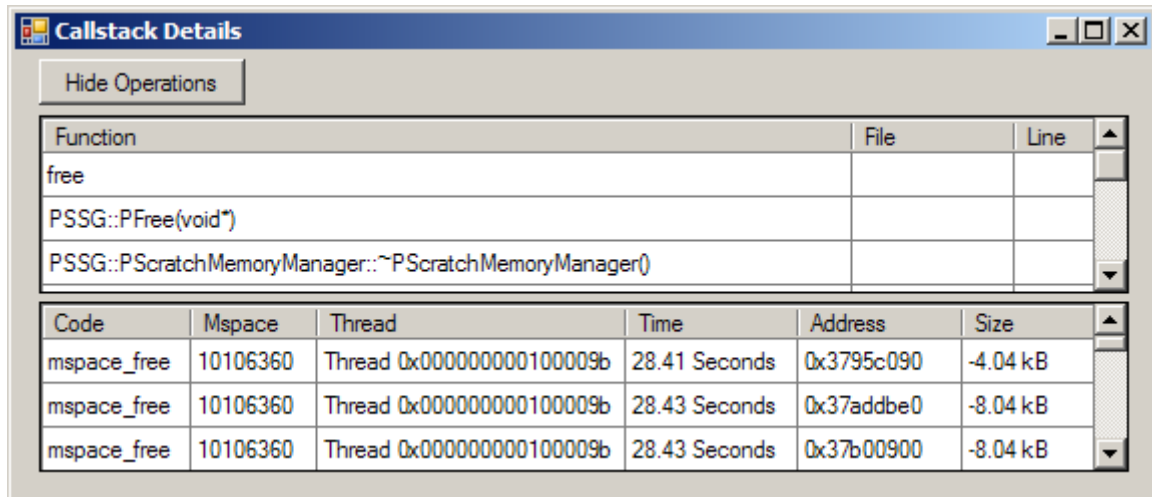 Callstack Details
Hide Operations
Function File Line
free
PSSG::PFree(void*)
PSSG::PScratchMemoryManager::~PScratchMemoryManager()
Code Mspace Thread Time Address Size
mspace_free 10106360 Thread 0x000000000100009b 28.41 Seconds 0x3795c090 -4.04 kB
mspace_free 10106360 Thread 0x000000000100009b 28.43 Seconds 0x37addbe0 -8.04 kB
mspace_free 10106360 Thread 0x000000000100009b 28.43 Seconds 0x37b00900 -8.04 kB